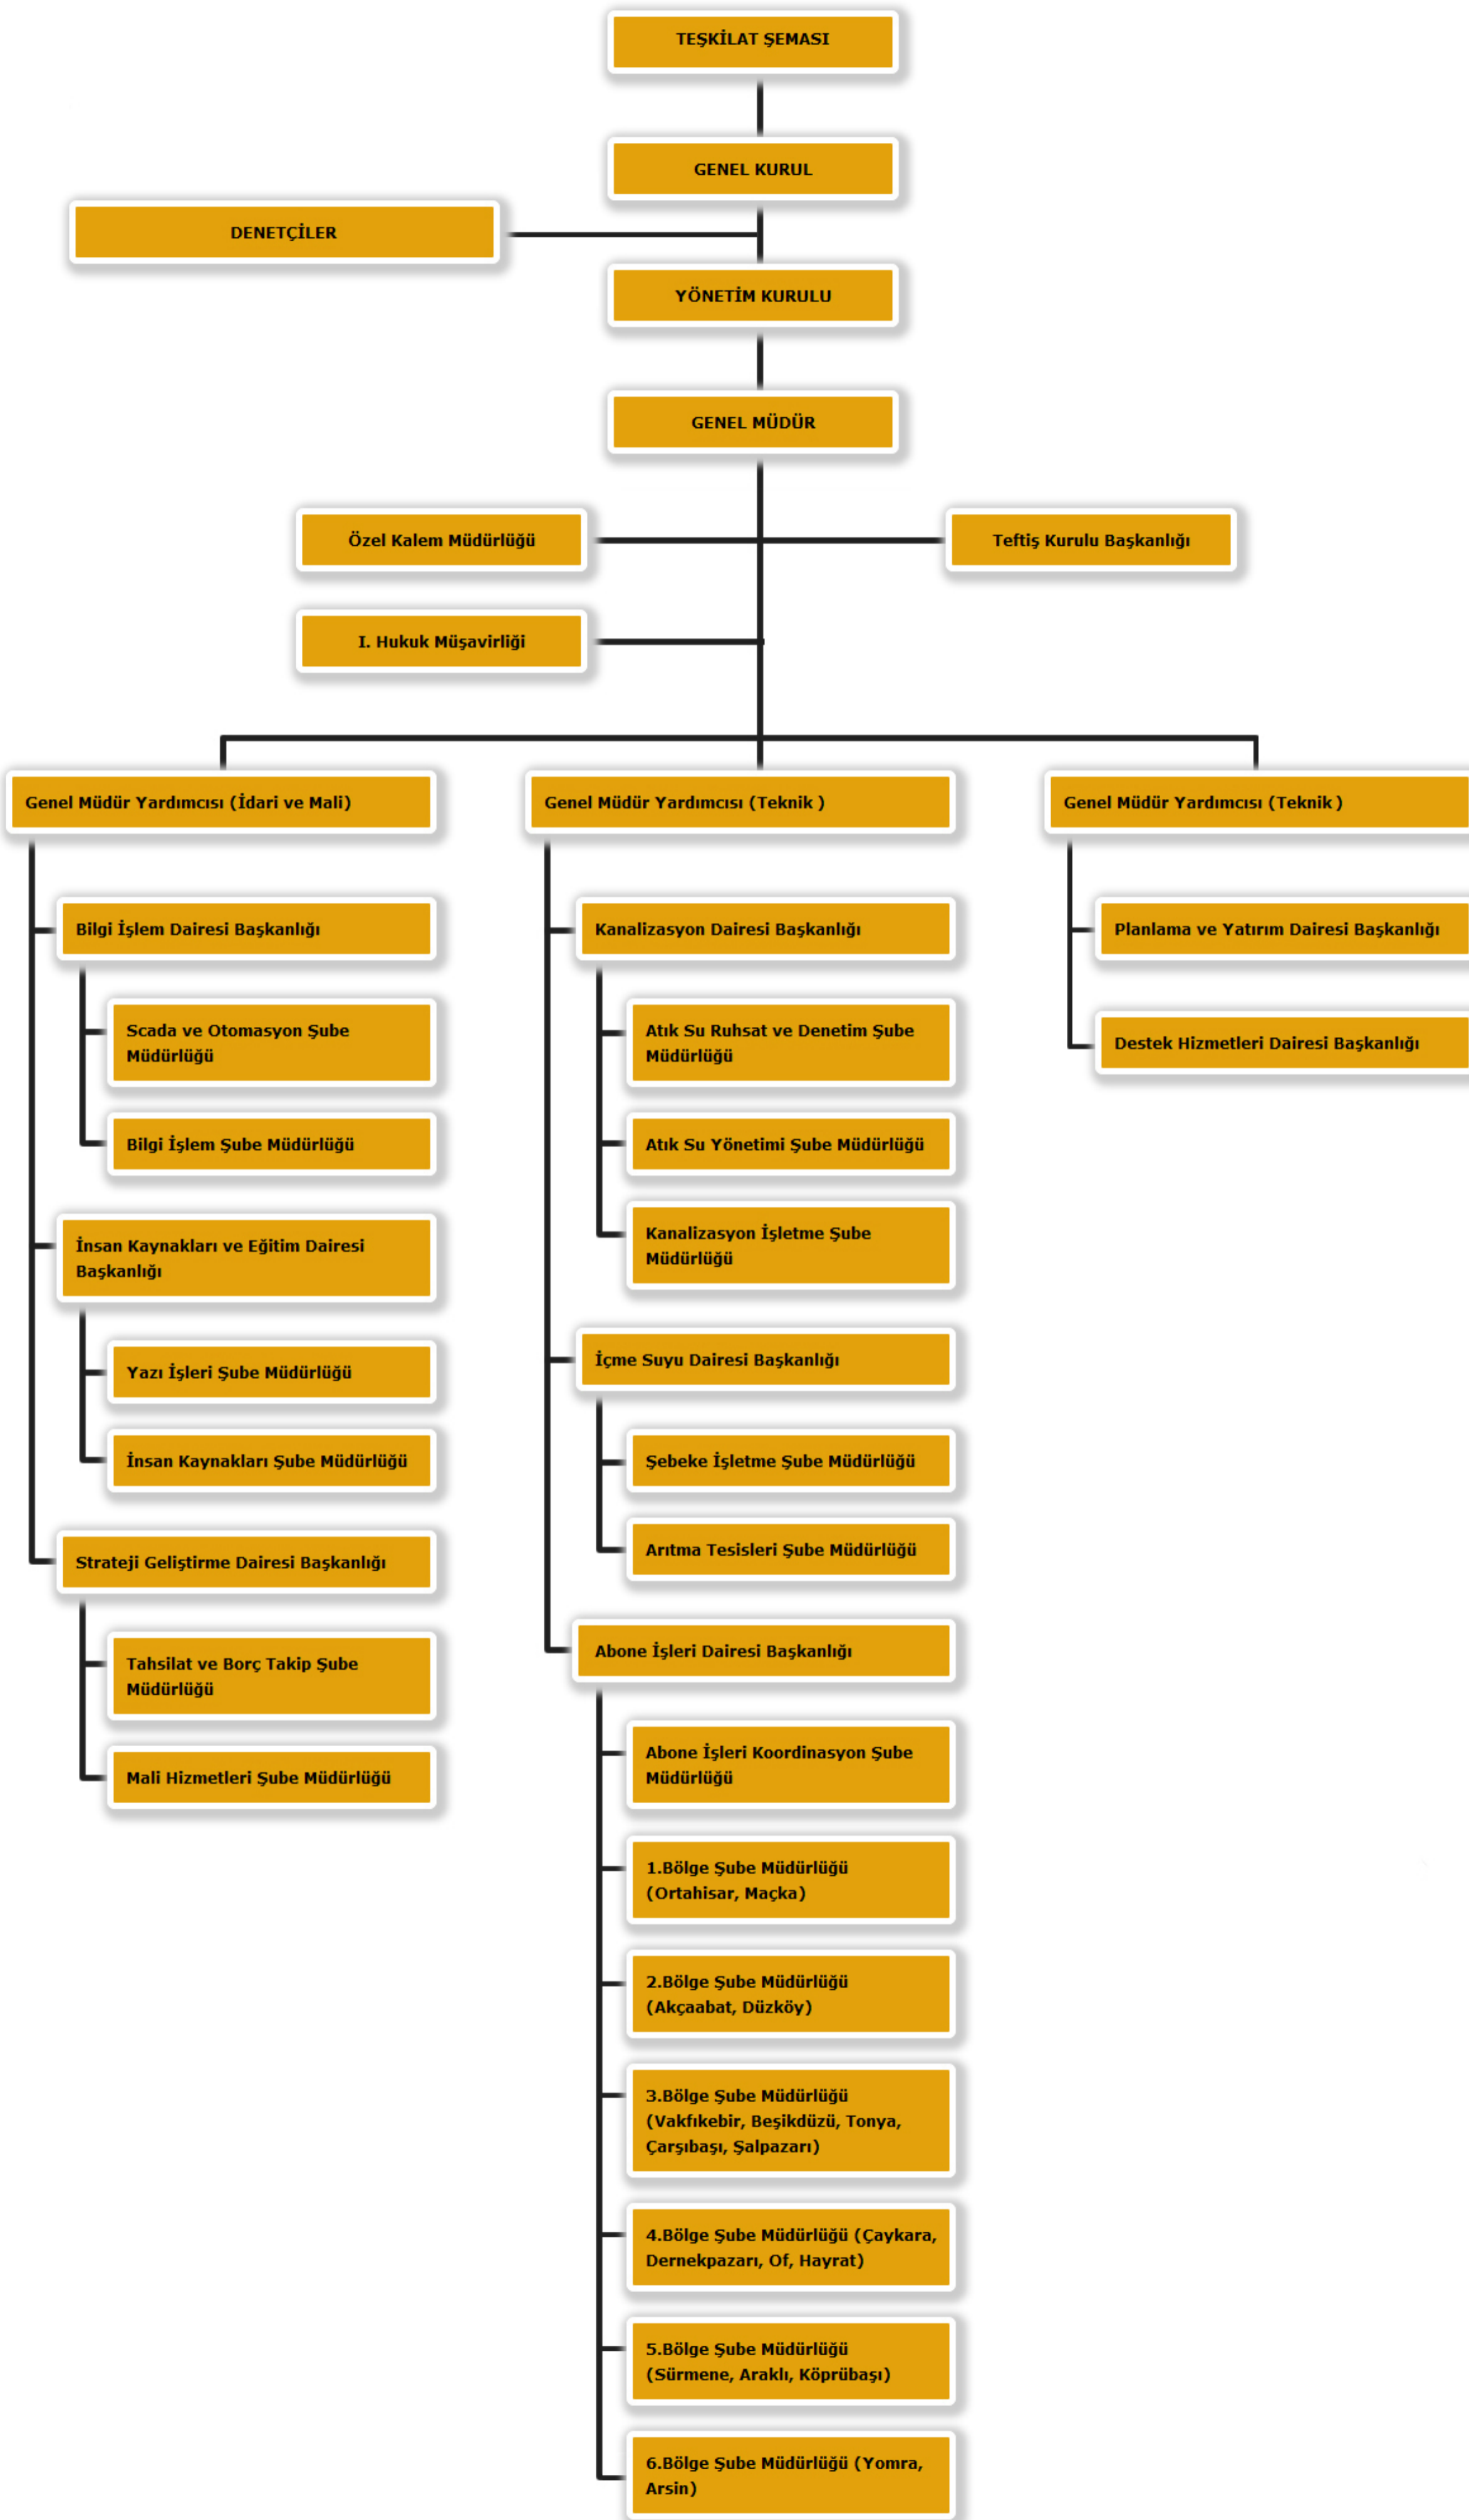 TEŞKİLAT ŞEMASI
GENEL KURUL
DENETÇİLER
YÖNETİM KURULU
GENEL MÜDÜR
Özel Kalem Müdürlüğü
Teftiş Kurulu Başkanlığı
I. Hukuk Müşavirliği
Genel Müdür Yardımcısı (İdari ve Mali)
Bilgi İşlem Dairesi Başkanlığı
Scada ve Otomasyon Şube
Müdürlüğü
Bilgi İşlem Şube Müdürlüğü
İnsan Kaynakları ve Eğitim Dairesi
Başkanlığı
Yazı İşleri Şube Müdürlüğü
İnsan Kaynakları Şube Müdürlüğü
Strateji Geliştirme Dairesi Başkanlığı
Tahsilat ve Borç Takip Şube
Müdürlüğü
Mali Hizmetleri Şube Müdürlüğü
Genel Müdür Yardımcısı (Teknik )
Kanalizasyon Dairesi Başkanlığı
Atık Su Ruhsat ve Denetim Şube
Müdürlüğü
Atık Su Yönetimi Şube Müdürlüğü
Kanalizasyon İşletme Şube
Müdürlüğü
İçme Suyu Dairesi Başkanlığı
Şebeke İşletme Şube Müdürlüğü
Arıtma Tesisleri Şube Müdürlüğü
Abone İşleri Dairesi Başkanlığı
Abone İşleri Koordinasyon Şube
Müdürlüğü
1.Bölge Şube Müdürlüğü
(Ortahisar, Maçka)
2.Bölge Şube Müdürlüğü
(Akçaabat, Düzköy)
3.Bölge Şube Müdürlüğü
(Vakfıkebir, Beşikdüzü, Tonya,
Çarşıbaşı, Şalpazarı)
4.Bölge Şube Müdürlüğü (Çaykara,
Dernekpazarı, Of, Hayrat)
5.Bölge Şube Müdürlüğü
(Sürmene, Araklı, Köprübaşı)
6.Bölge Şube Müdürlüğü (Yomra,
Arsin)
Genel Müdür Yardımcısı (Teknik )
Planlama ve Yatırım Dairesi Başkanlığı
Destek Hizmetleri Dairesi Başkanlığı